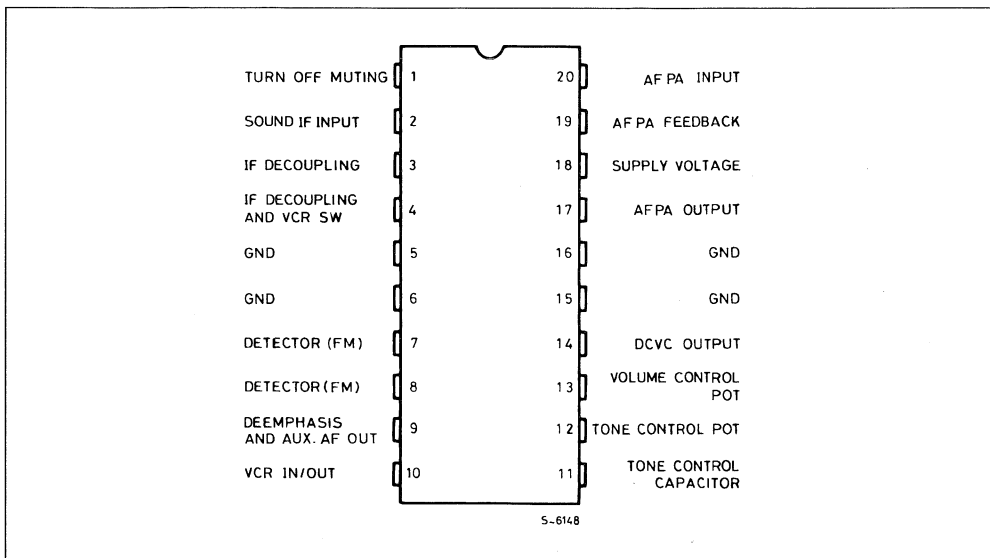 TURN OFF MUTING 1
SOUND IF INPUT 2
IF DECOUPLING 3
IF DECOUPLING
AND VCR SW 4
GND 5
GND 6
DETECTOR (FM) 7
DETECTOR (FM) 8
DEEMPHASIS
AND AUX. AF OUT 9
VCR IN/OUT 10
20 AF PA INPUT
19 AF PA FEEDBACK
18 SUPPLY VOLTAGE
17 AF PA OUTPUT
16 GND
15 GND
14 DCVC OUTPUT
13 VOLUME CONTROL
POT
12 TONE CONTROL POT
11 TONE CONTROL
CAPACITOR
S-6148